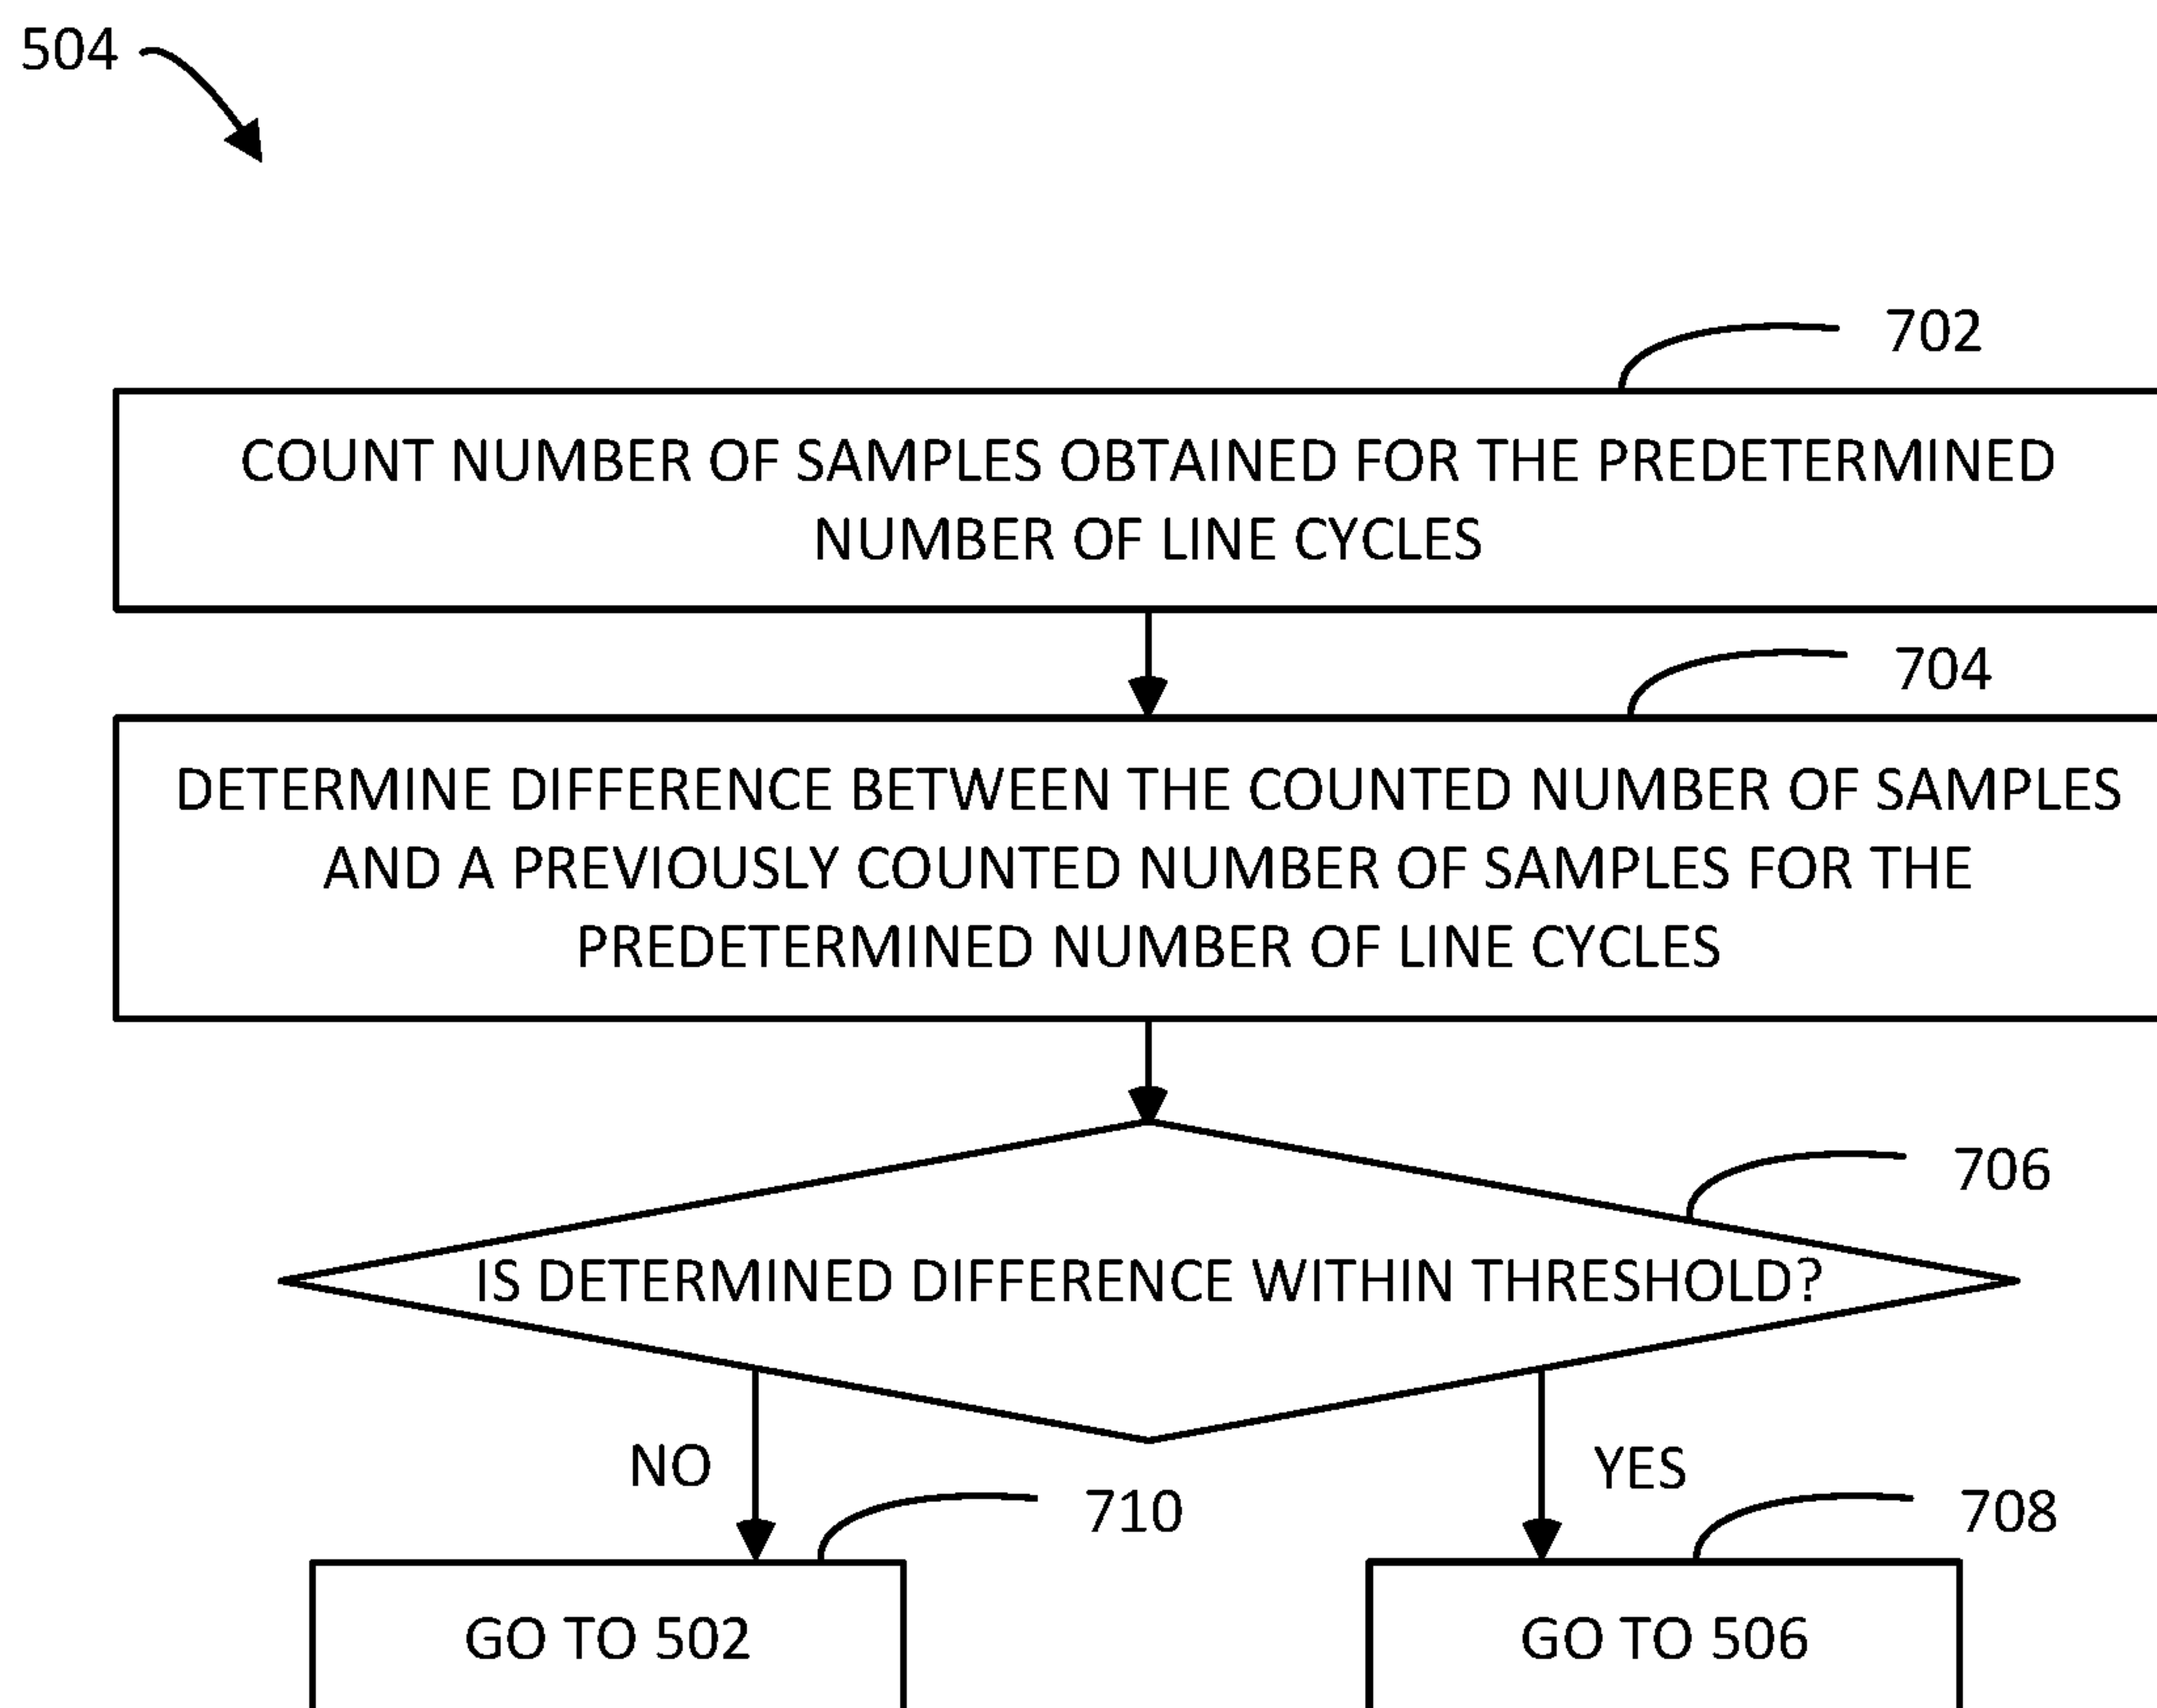 504
702
COUNT NUMBER OF SAMPLES OBTAINED FOR THE PREDETERMINED
NUMBER OF LINE CYCLES
704
DETERMINE DIFFERENCE BETWEEN THE COUNTED NUMBER OF SAMPLES
AND A PREVIOUSLY COUNTED NUMBER OF SAMPLES FOR THE
PREDETERMINED NUMBER OF LINE CYCLES
706
IS DETERMINED DIFFERENCE WITHIN THRESHOLD?
NO
YES
710
708
GO TO 502
GO TO 506